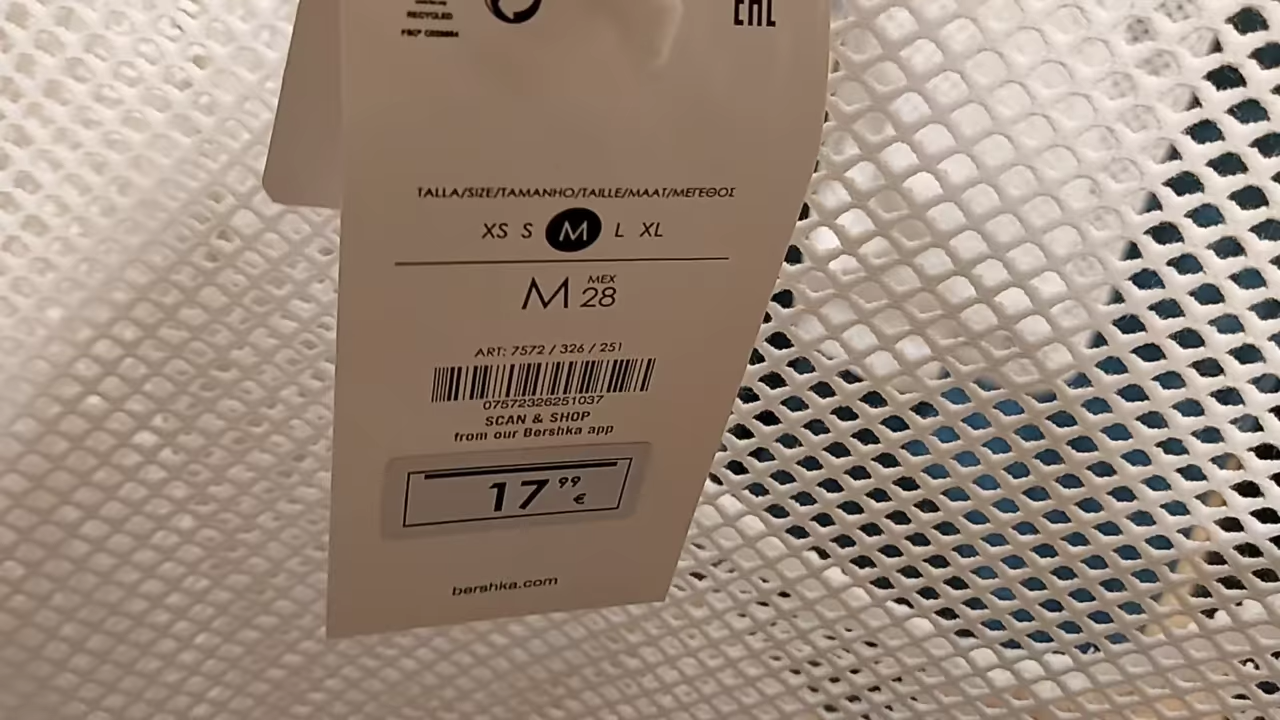 RECYCLED
EAC
TALLA/SIZE/TAMANHO/TAILLE/MAAT/ΜΕΓΕΘΟΣ
XS S M L XL
M MEX 28
ART: 7572 / 326 / 251
07572326251037
SCAN & SHOP
from our Bershka app
17 99 €
bershka.com